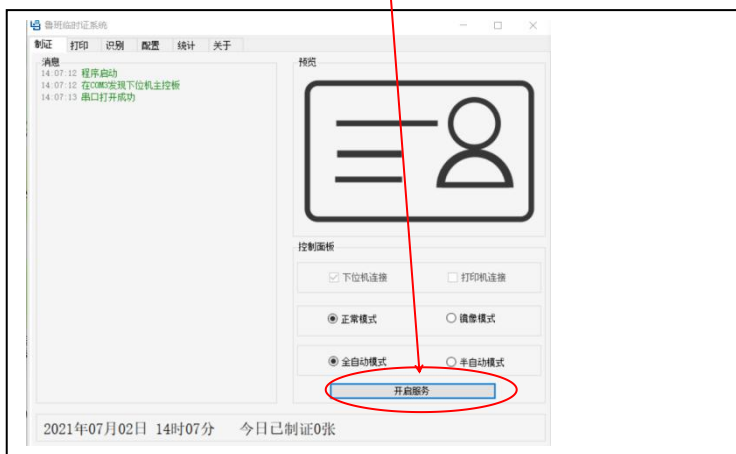 鲁班临时证系统
制证 打印 识别 配置 统计 关于
消息
14:07:12 程序启动
14:07:12 在COM3发现下位机主控板
14:07:13 串口打开成功
预览
控制面板
下位机连接 打印机连接
正常模式 镜像模式
全自动模式 半自动模式
开启服务
2021年07月02日 14时07分 今日已制证0张